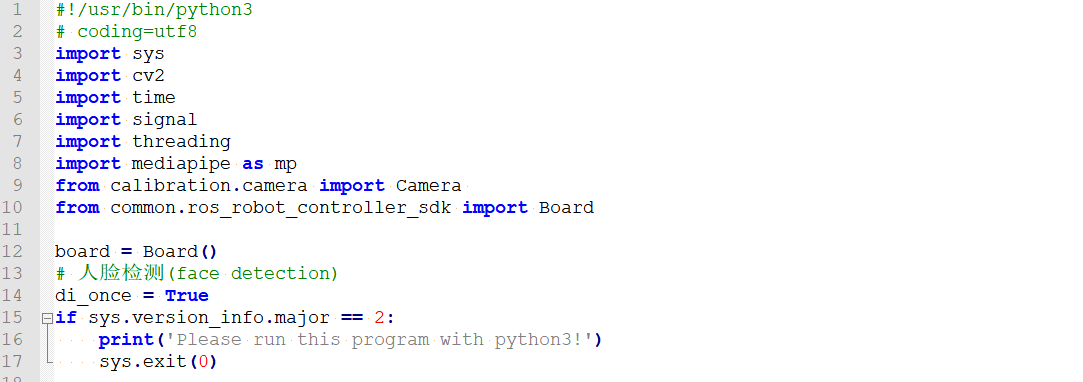 1 #!/usr/bin/python3
2 # coding=utf8
3 import sys
4 import cv2
5 import time
6 import signal
7 import threading
8 import mediapipe as mp
9 from calibration.camera import Camera
10 from common.ros_robot_controller_sdk import Board
11
12 board = Board()
13 # 人脸检测(face detection)
14 di_once = True
15 if sys.version_info.major == 2:
16     print('Please run this program with python3!')
17     sys.exit(0)